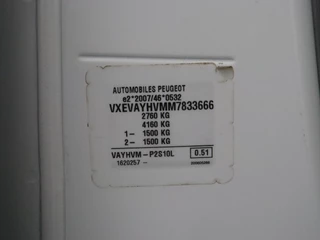 AUTOMOBILES PEUGEOT
e2*2007/46*0532
VXEVAYHVMM7833666
2760 KG
4160 KG
1- 1500 KG
2- 1500 KG
VAYHVM-P2S10L 0.51
1620257 -